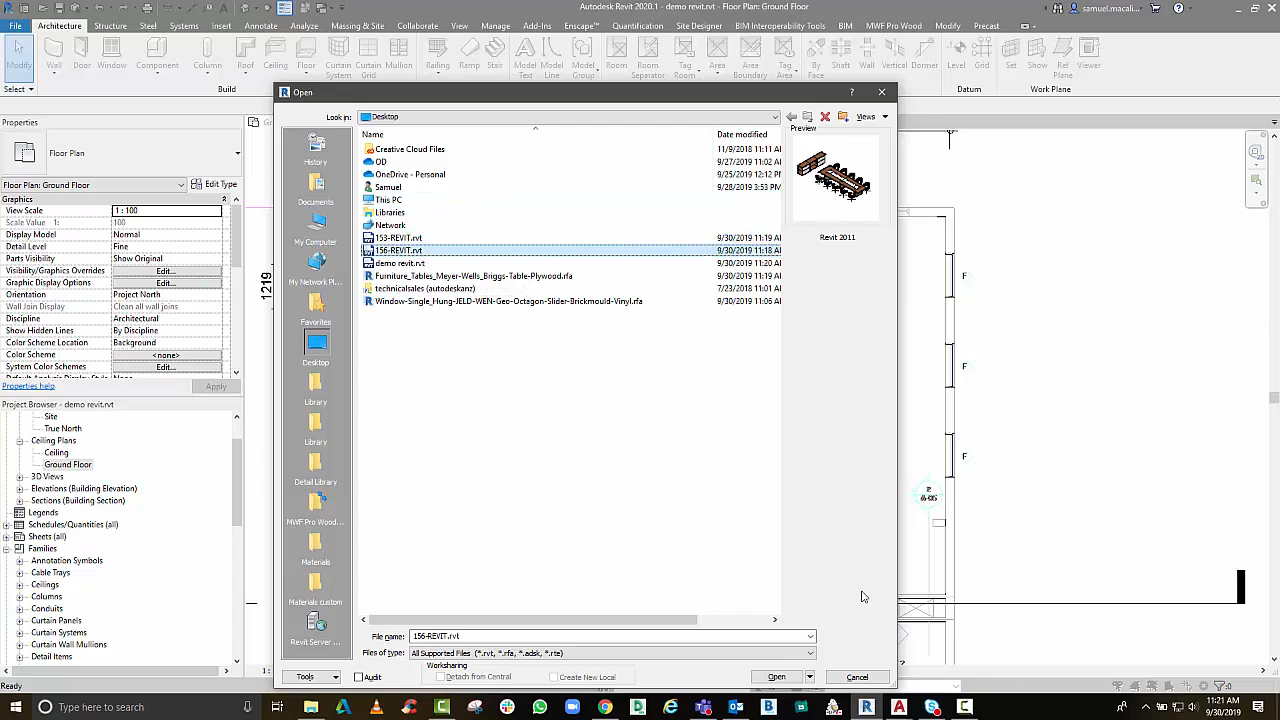 Autodesk Revit 2020.1 - demo revit.rvt - Floor Plan: Ground Floor
samuel.macali...
File Architecture Structure Steel Systems Insert Annotate Analyze Massing & Site Collaborate View Manage Add-Ins Enscape™ Quantification Site Designer BIM Interoperability Tools BIM MWF Pro Wood Modify Precast
Modify Wall Door Window Component Column Roof Ceiling Floor Curtain System Curtain Grid Mullion Railing Ramp Stair Model Text Model Line Model Group Room Room Separator Tag Room Area Area Boundary Tag Area By Face Shaft Wall Vertical Dormer Level Grid Set Show Ref Plane Viewer
Select Build Datum Work Plane
Properties
Floor Plan
Floor Plan: Ground Floor Edit Type
Graphics
View Scale 1 : 100
Scale Value 1: 100
Display Model Normal
Detail Level Fine
Parts Visibility Show Original
Visibility/Graphics Overrides Edit...
Graphic Display Options Edit...
Orientation Project North
Wall Join Display Clean all wall joins
Discipline Architectural
Show Hidden Lines By Discipline
Color Scheme Location Background
Color Scheme <none>
System Color Schemes Edit...
Properties help Apply
Project Browser - demo revit.rvt
Site
True North
Ceiling Plans
Ceiling
Ground Floor
3D Views
Elevations (Building Elevation)
Sections (Building Section)
Legends
Schedules/Quantities (all)
Sheets (all)
Families
Annotation Symbols
Cable Trays
Ceilings
Columns
Conduits
Curtain Panels
Curtain Systems
Curtain Wall Mullions
Detail Items
Ready
Open
?
Look in: Desktop
Views
History
Documents
My Computer
My Network Pl...
Favorites
Desktop
Library
Library
Detail Library
MWF Pro Wood...
Materials
Materials custom
Revit Server ...
Name Date modified
Creative Cloud Files 11/9/2018 11:11 A
OD 9/27/2019 11:02 A
OneDrive - Personal 9/25/2019 12:12 P
Samuel 9/28/2019 3:53 P
This PC
Libraries
Network
153-REVIT.rvt 9/30/2019 11:19 A
156-REVIT.rvt 9/30/2019 11:18 A
demo revit.rvt 9/30/2019 11:20 A
Furniture_Tables_Meyer-Wells_Briggs-Table-Plywood.rfa 9/30/2019 11:19 A
technicalsales (autodeskanz) 7/23/2018 11:01 A
Window-Single_Hung-JELD-WEN-Geo-Octagon-Slider-Brickmould-Vinyl.rfa 9/30/2019 11:06 A
Preview
Revit 2011
File name: 156-REVIT.rvt
Files of type: All Supported Files (*.rvt, *.rfa, *.adsk, *.rte)
Worksharing
Tools Audit Detach from Central Create New Local Open Cancel
1219
F
F
F
:0
Type here to search
11:21 AM
9/30/2019